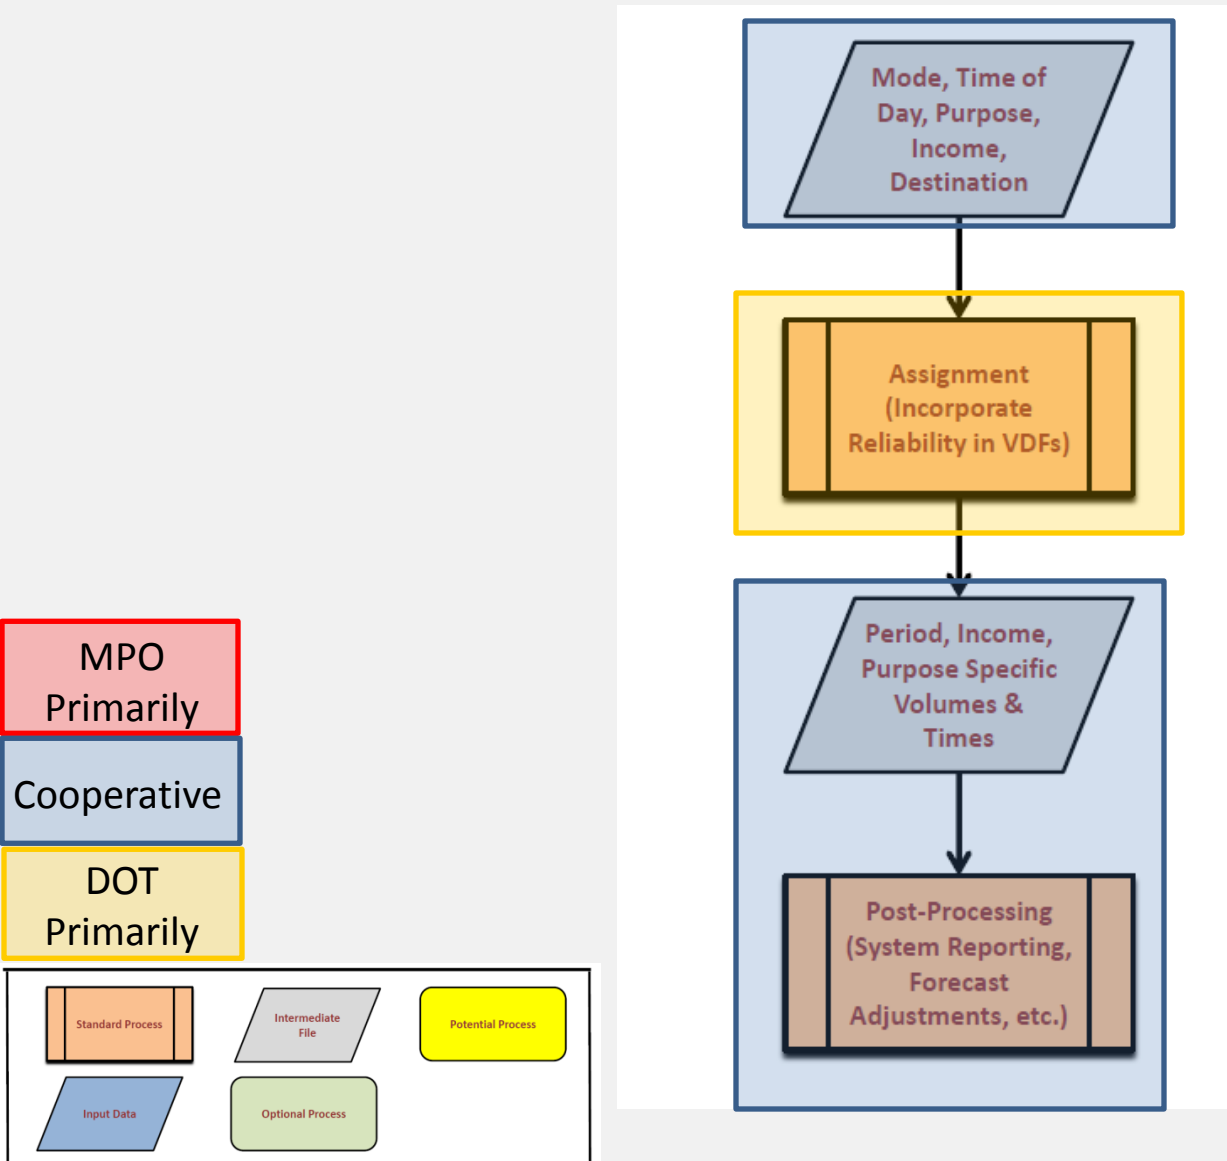 Mode, Time of
Day, Purpose,
Income,
Destination
Assignment
(Incorporate
Reliability in VDFs)
Period, Income,
Purpose Specific
Volumes &
Times
Post-Processing
(System Reporting,
Forecast
Adjustments, etc.)
MPO
Primarily
Cooperative
DOT
Primarily
Standard Process
Intermediate
File
Potential Process
Input Data
Optional Process